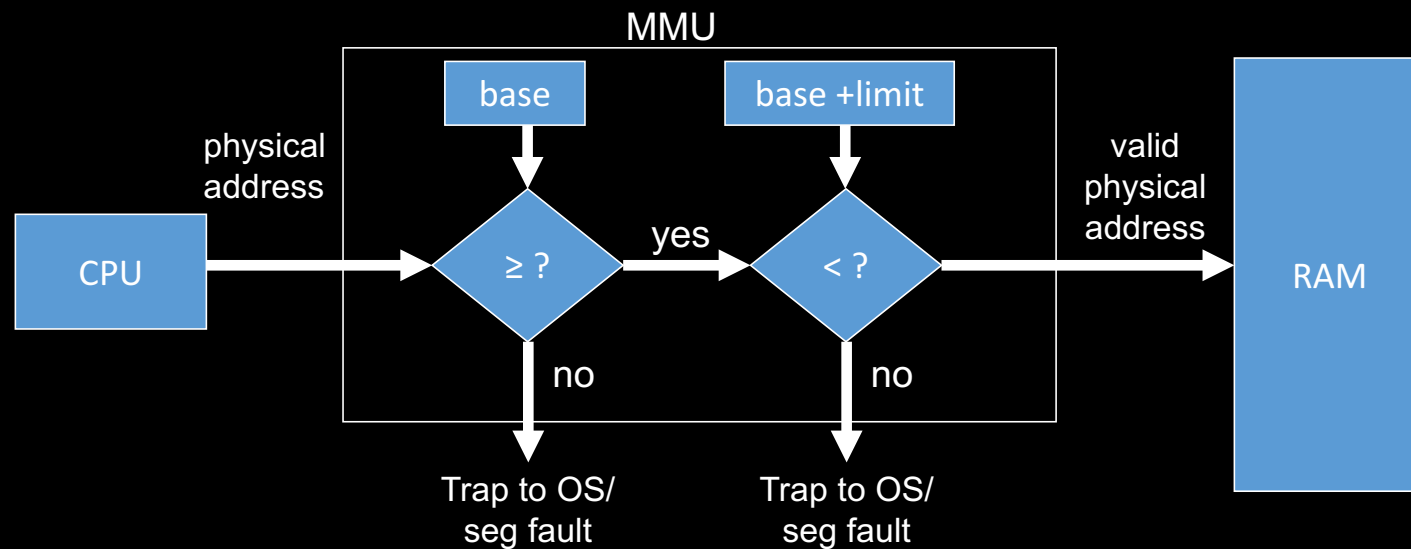 MMU
base
base +limit
physical
address
valid
physical
address
CPU
≥ ?
yes
< ?
RAM
no
no
Trap to OS/
seg fault
Trap to OS/
seg fault